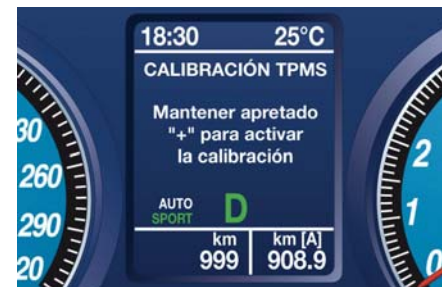 18:30 25°C
CALIBRACIÓN TPMS
Mantener apretado
"+" para activar
la calibración
AUTO
SPORT
D
km km [A]
999 908.9
30
260
290
20
2
1
0